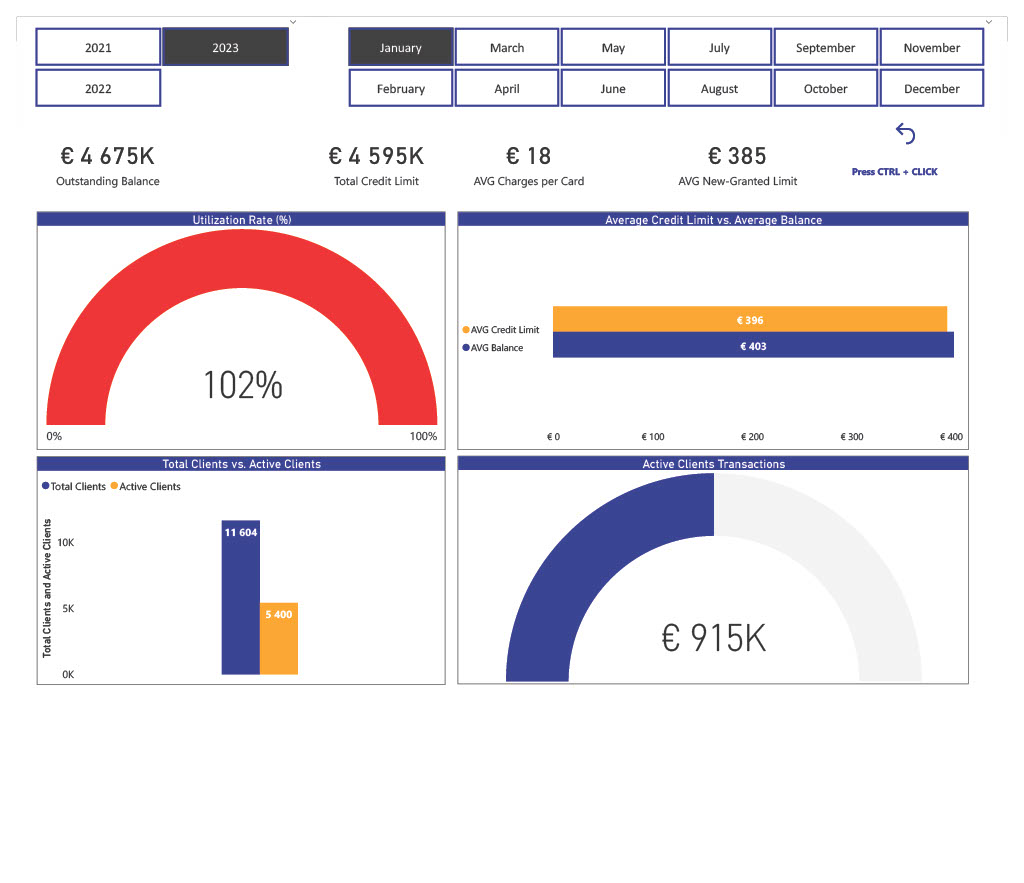 2021
2023
January
March
May
July
September
November
2022
February
April
June
August
October
December
€ 4 675K
Outstanding Balance
€ 4 595K
Total Credit Limit
€ 18
AVG Charges per Card
€ 385
AVG New-Granted Limit
Press CTRL + CLICK
Utilization Rate (%)
102%
0%
100%
Average Credit Limit vs. Average Balance
AVG Credit Limit
AVG Balance
€ 396
€ 403
€ 0
€ 100
€ 200
€ 300
€ 400
Total Clients vs. Active Clients
Total Clients
Active Clients
Total Clients and Active Clients
10K
5K
0K
11 604
5 400
Active Clients Transactions
€ 915K